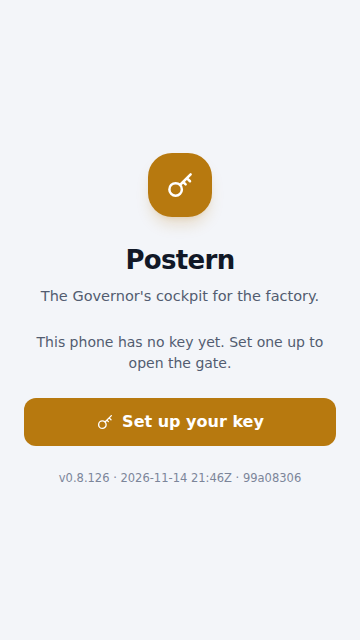 Postern
The Governor's cockpit for the factory.
This phone has no key yet. Set one up to
open the gate.
Set up your key
v0.8.126 · 2026-11-14 21:46Z · 99a08306